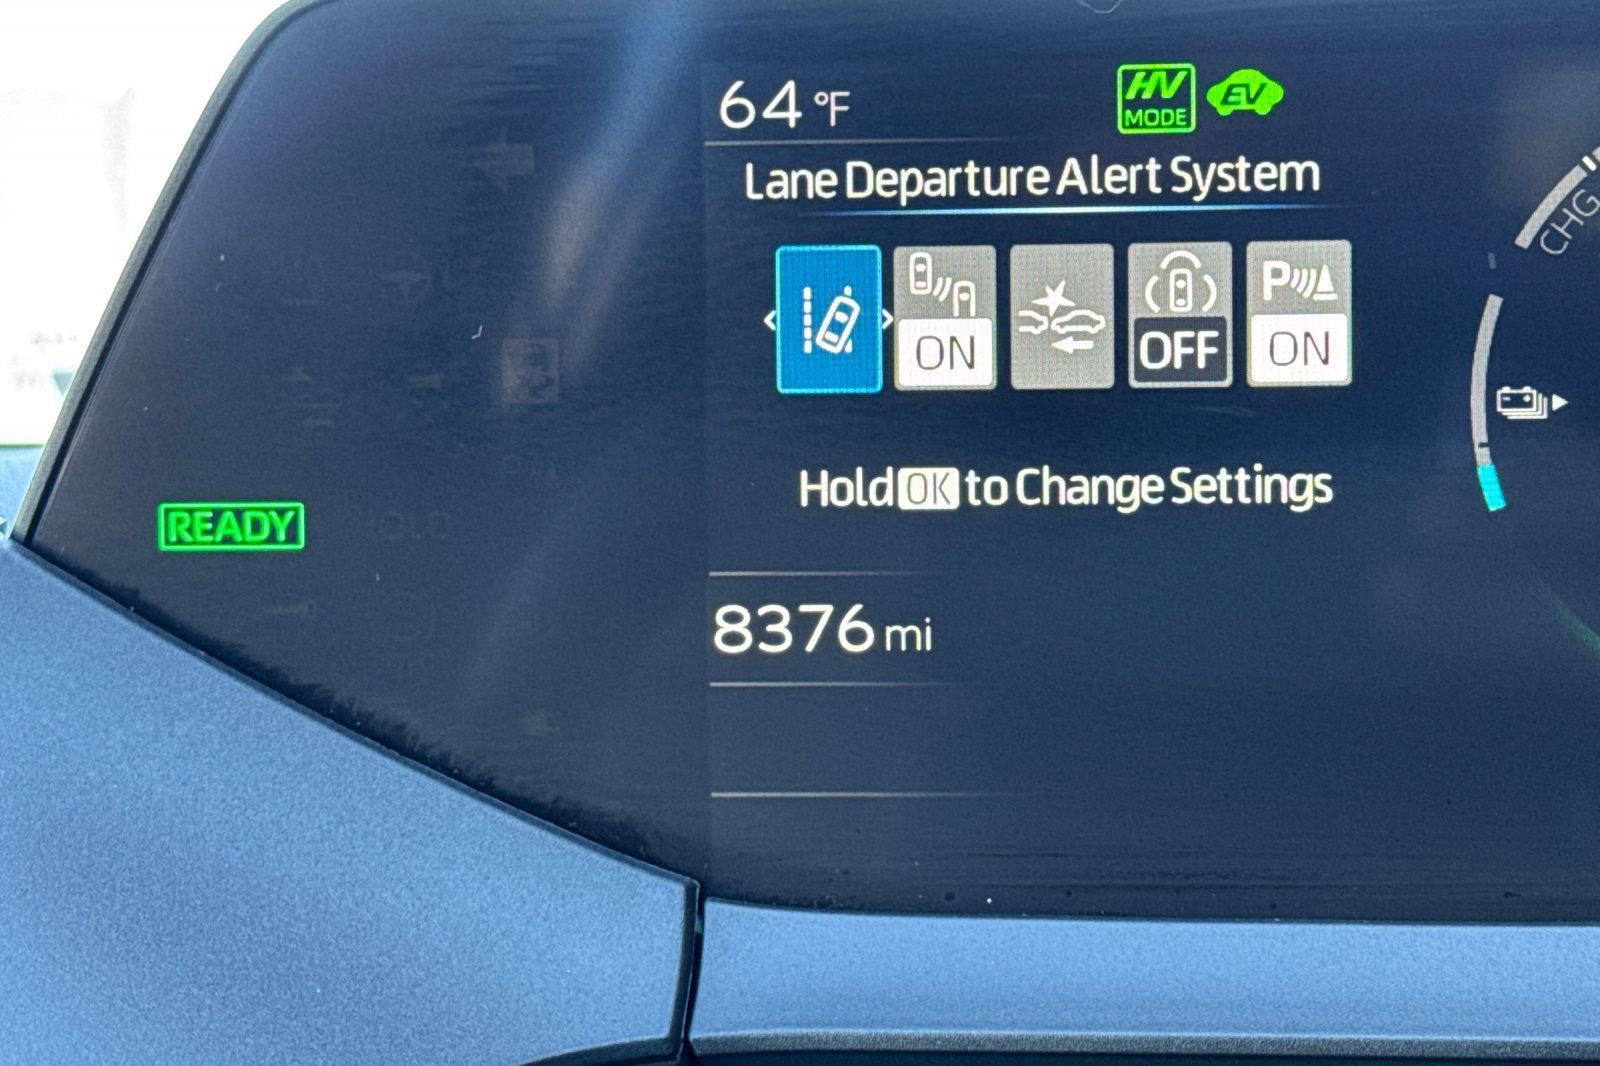 64 °F
HV
MODE
EV
Lane Departure Alert System
ON
OFF
P
ON
CHG
Hold OK to Change Settings
READY
8376 mi